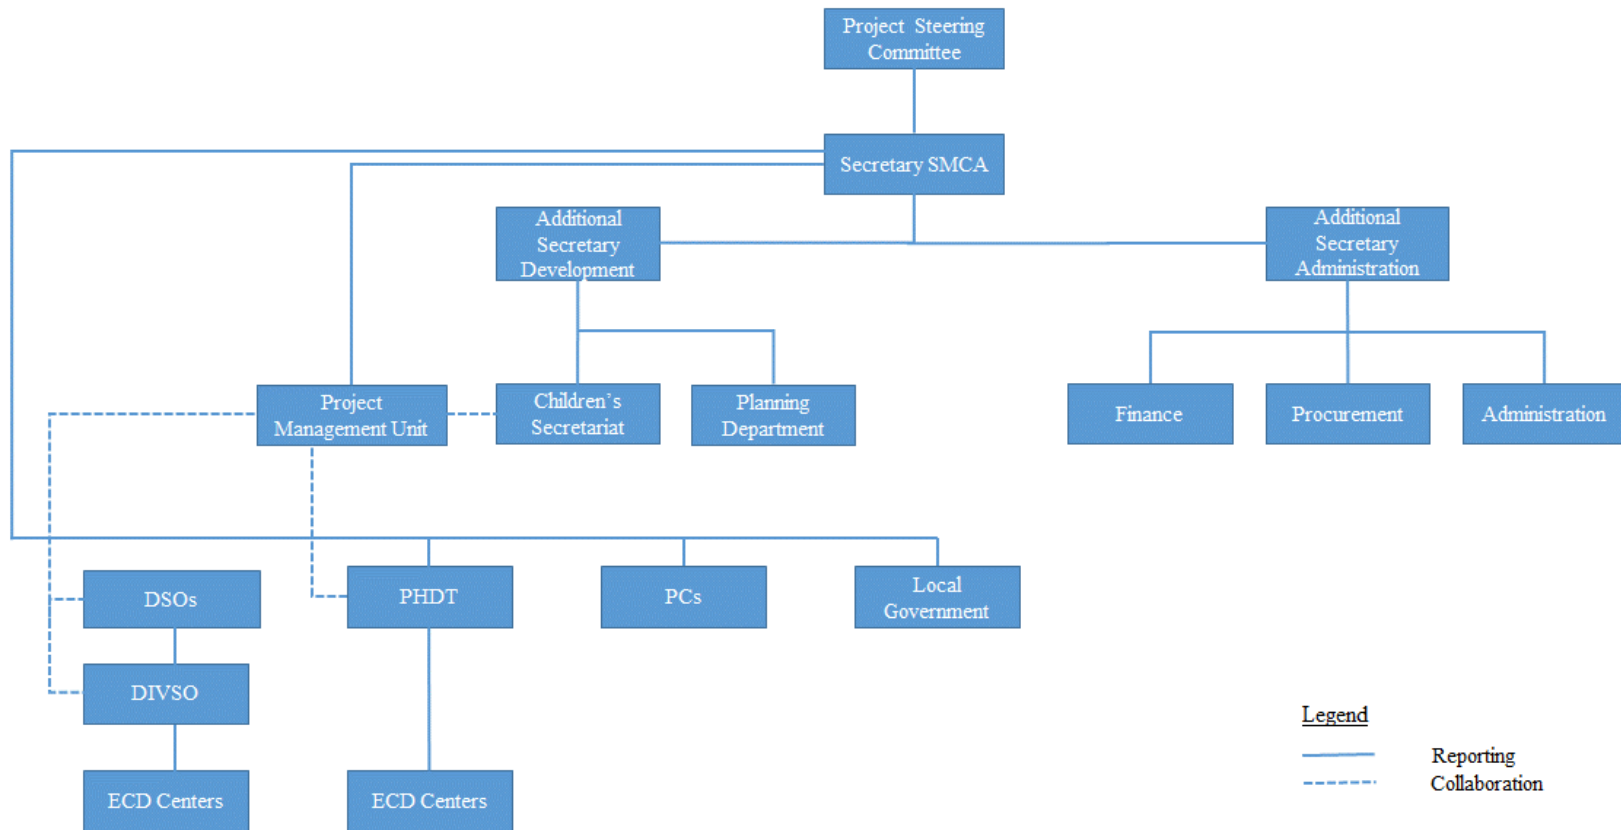 Project Steering
Committee
Secretary SMCA
Additional
Secretary
Development
Additional
Secretary
Administration
Project
Management Unit
Children's
Secretariat
Planning
Department
Finance
Procurement
Administration
DSOs
PHDT
PCs
Local
Government
DIVSO
ECD Centers
ECD Centers
Legend
Reporting
Collaboration